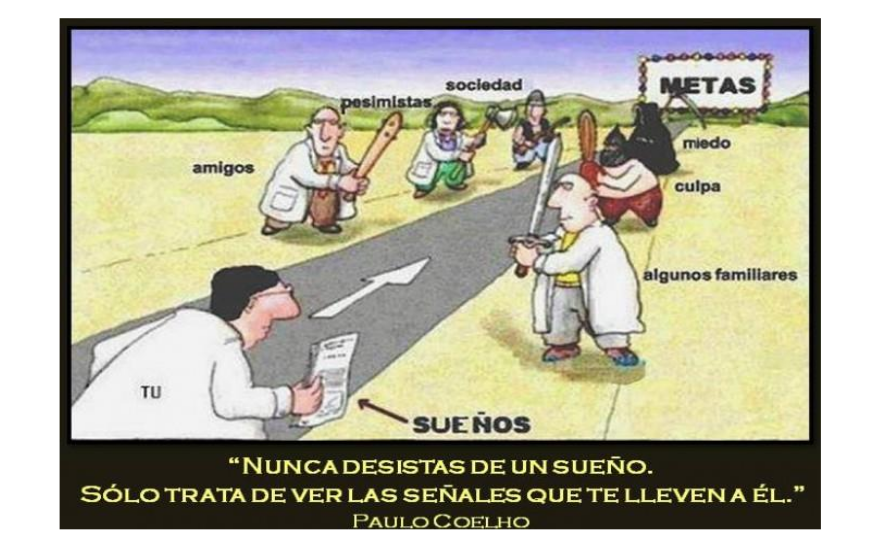 METAS
sociedad
pesimistas
miedo
amigos
culpa
algunos familiares
TU
SUEÑOS
“NUNCA DESISTAS DE UN SUEÑO.
SÓLO TRATA DE VER LAS SEÑALES QUE TE LLEVEN A ÉL.”
PAULO COELHO